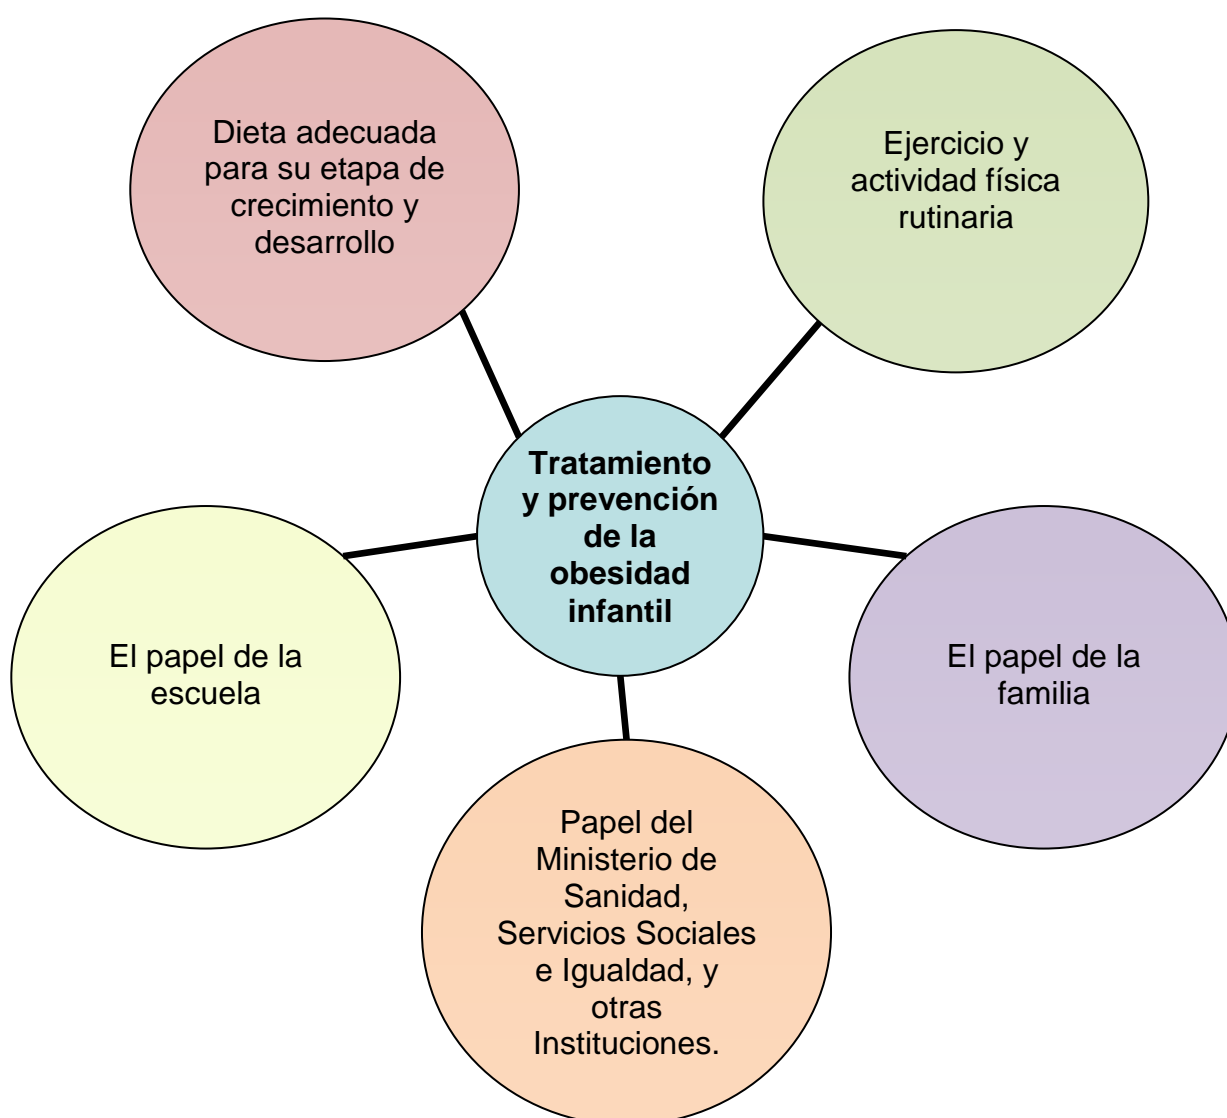 Dieta adecuada
para su etapa de
crecimiento y
desarrollo
Ejercicio y
actividad física
rutinaria
Tratamiento
y prevención
de la
obesidad
infantil
El papel de la
escuela
El papel de la
familia
Papel del
Ministerio de
Sanidad,
Servicios Sociales
e Igualdad, y
otras
Instituciones.